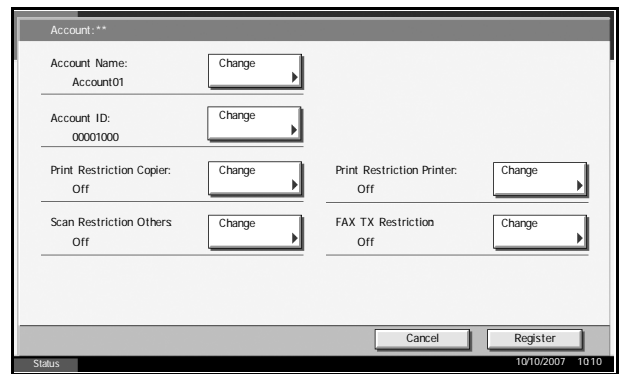 Account:**
Account Name:
Change
Account01
Account ID:
Change
00001000
Print Restriction Copier:
Change
Off
Print Restriction Printer:
Change
Off
Scan Restriction Others:
Change
Off
FAX TX Restriction:
Change
Off
Cancel
Register
Status
10/10/2007 10:10